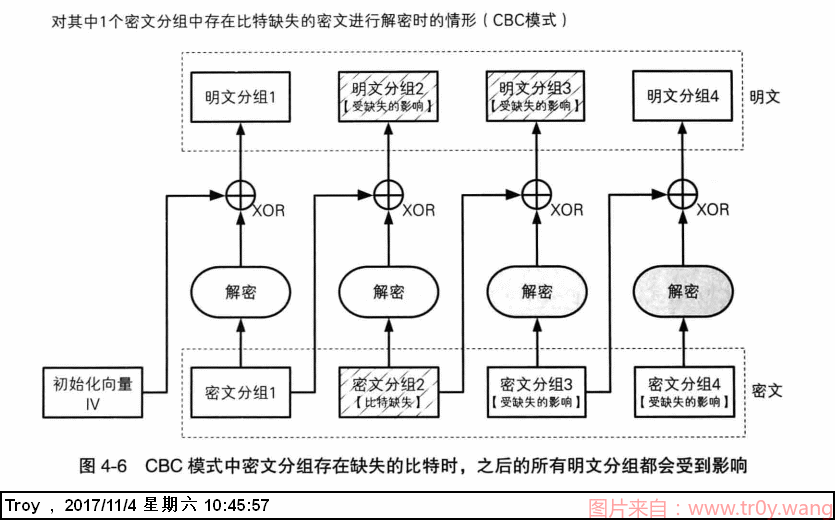 对其中1个密文分组中存在比特缺失的密文进行解密时的情形（CBC模式）
明文分组1
明文分组2
【受缺失的影响】
明文分组3
【受缺失的影响】
明文分组4
明文
XOR
XOR
XOR
XOR
解密
解密
解密
解密
初始化向量
IV
密文分组1
密文分组2
【比特缺失】
密文分组3
【受缺失的影响】
密文分组4
【受缺失的影响】
密文
图 4-6 CBC 模式中密文分组存在缺失的比特时，之后的所有明文分组都会受到影响
Troy , 2017/11/4 星期六 10:45:57
图片来自：www.tr0y.wang